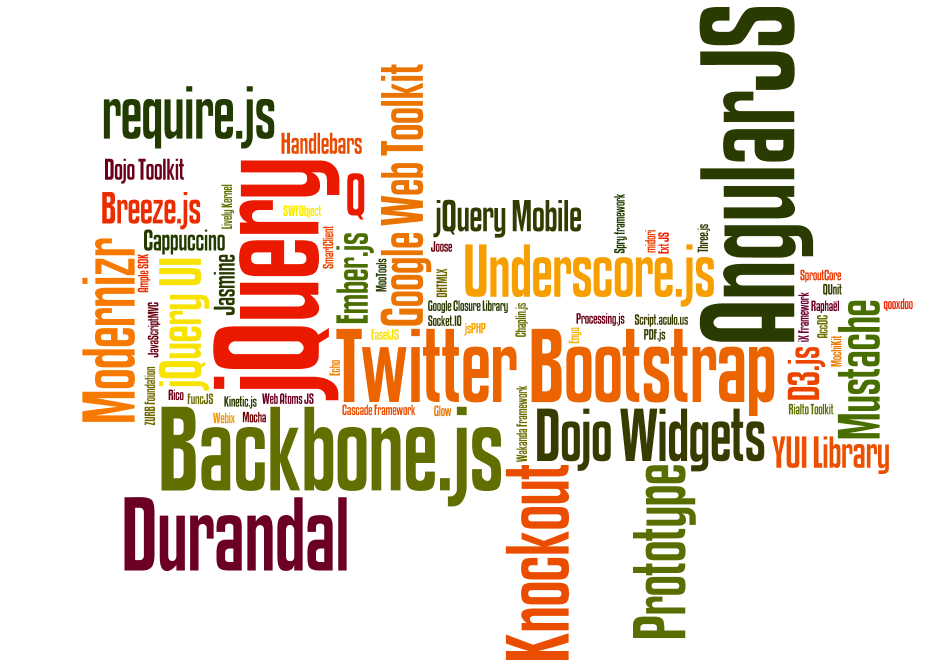 AngularJS
require.js
Google Web Toolkit
Handlebars
Dojo Toolkit
jQuery
Q
Lively Kernel
Breeze.js
SWFObject
jQuery Mobile
Spry framework
Cappuccino
SmartClient
Ember.js
Joose
midori
Ext JS
Three.js
Modernizr
Ample SDK
jQuery UI
Jasmine
MooTools
DHTMLX
Underscore.js
SproutCore
QUnit
JavaScriptMVC
Google Closure Library
Socket.IO
Chaplin.js
Processing.js
Script.aculo.us
iX Framework
Raphaël
qooxdoo
EaselJS
jsPHP
Enyo
PDF.js
AccDC
MochiKit
Mustache
Twitter Bootstrap
Echo
D3.js
ZURB Foundation
Rico
FuncJS
Kinetic.js
Web Atoms JS
Webix
Mocha
Cascade Framework
Glow
Wakanda Framework
Rialto Toolkit
Backbone.js
Dojo Widgets
YUI Library
Knockout
Prototype
Durandal